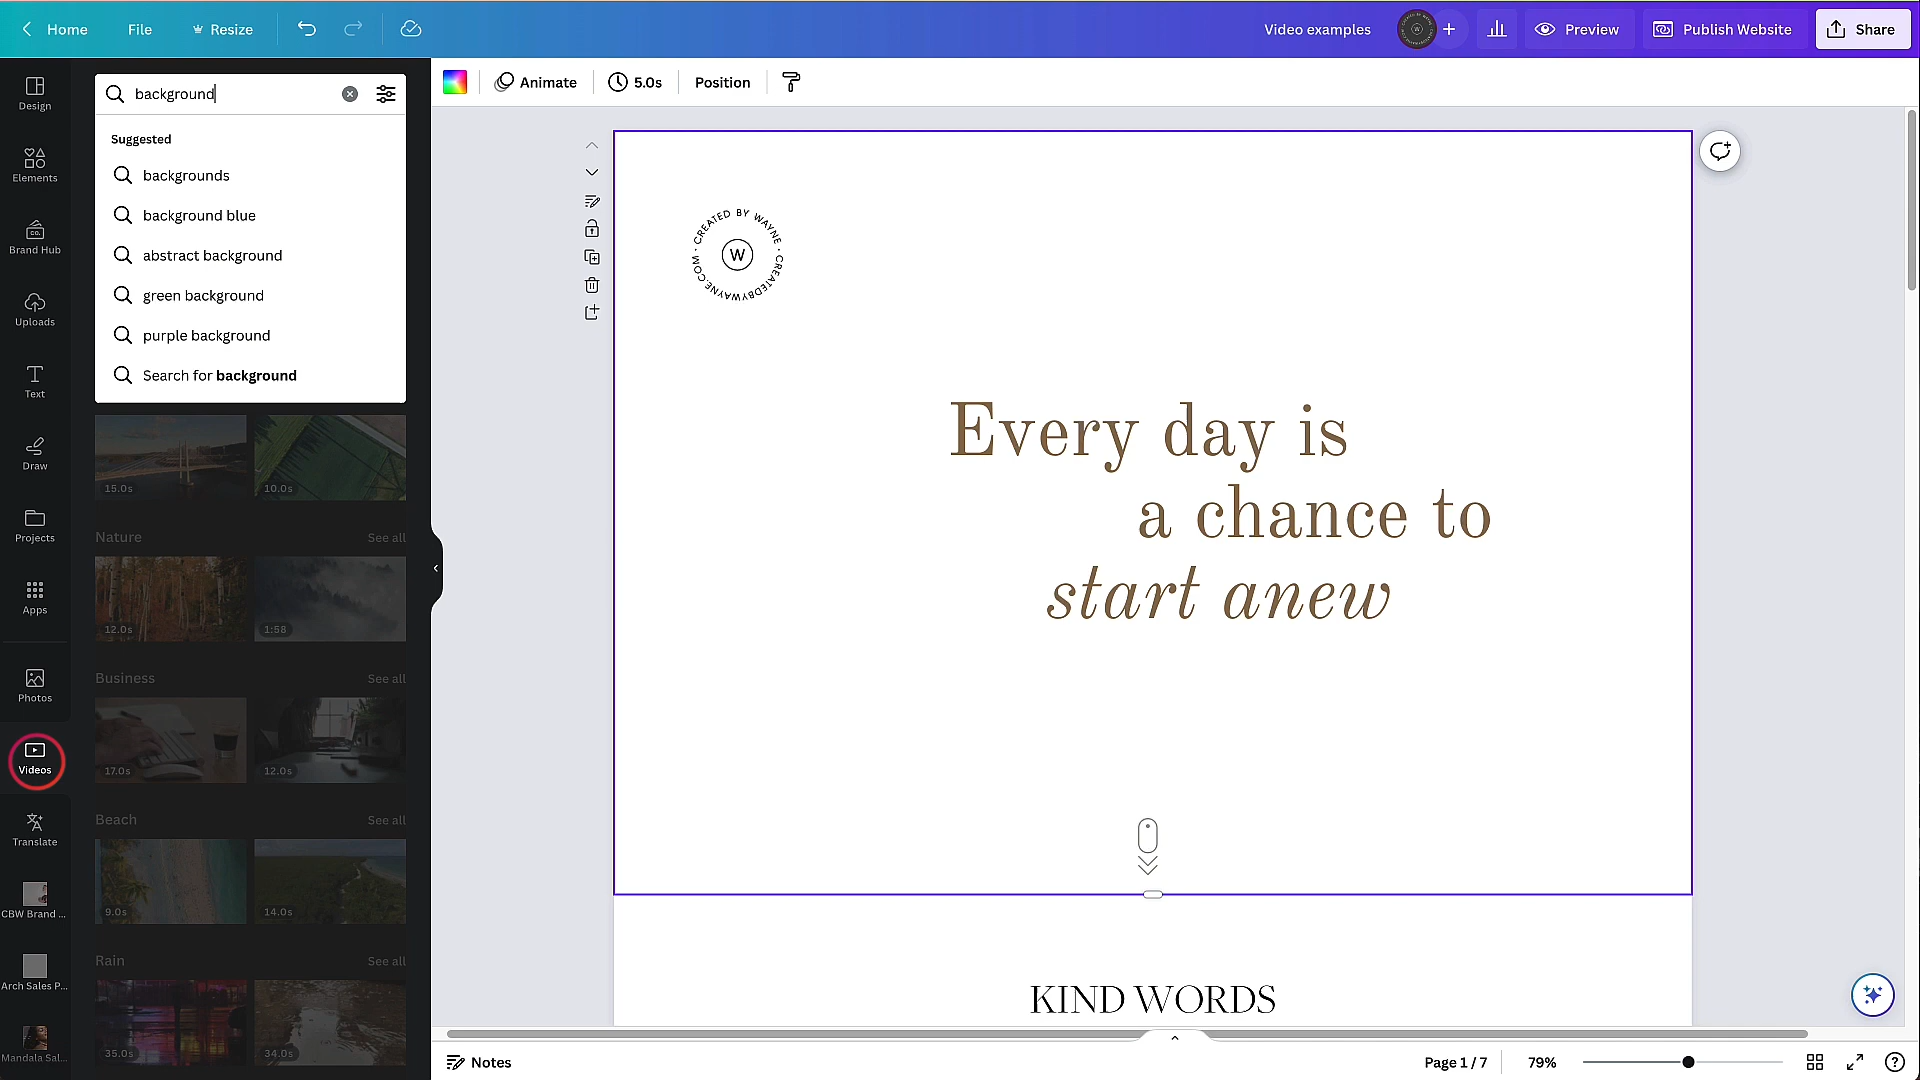 Home
File
Resize
Video examples
Preview
Publish Website
Share
Design
Elements
Brand Hub
CO.
Uploads
Text
Draw
Projects
Apps
Photos
Videos
Translate
CBW Brand ...
Arch Sales P...
Mandala Sal...
background
Suggested
backgrounds
background blue
abstract background
green background
purple background
Search for background
15.0s
10.0s
Nature
See all
12.0s
1:58
Business
See all
17.0s
12.0s
Beach
See all
9.0s
14.0s
Rain
See all
35.0s
34.0s
Animate
5.0s
Position
CREATED BY WAYNE · CREATEDBYWAYNE.COM ·
W
Every day is
a chance to
start anew
KIND WORDS
Notes
Page 1 / 7
79%